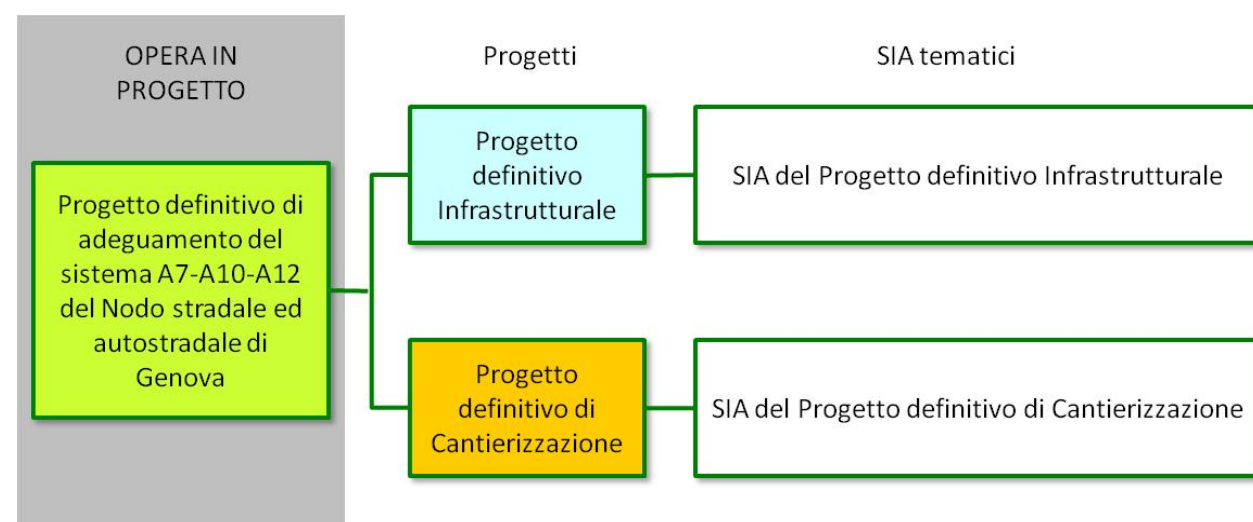 OPERA IN
PROGETTO
Progetti
SIA tematici
Progetto definitivo di
adeguamento del
sistema A7-A10-A12
del Nodo stradale ed
autostradale di
Genova
Progetto
definitivo
Infrastrutturale
SIA del Progetto definitivo Infrastrutturale
Progetto
definitivo di
Cantierizzazione
SIA del Progetto definitivo di Cantierizzazione